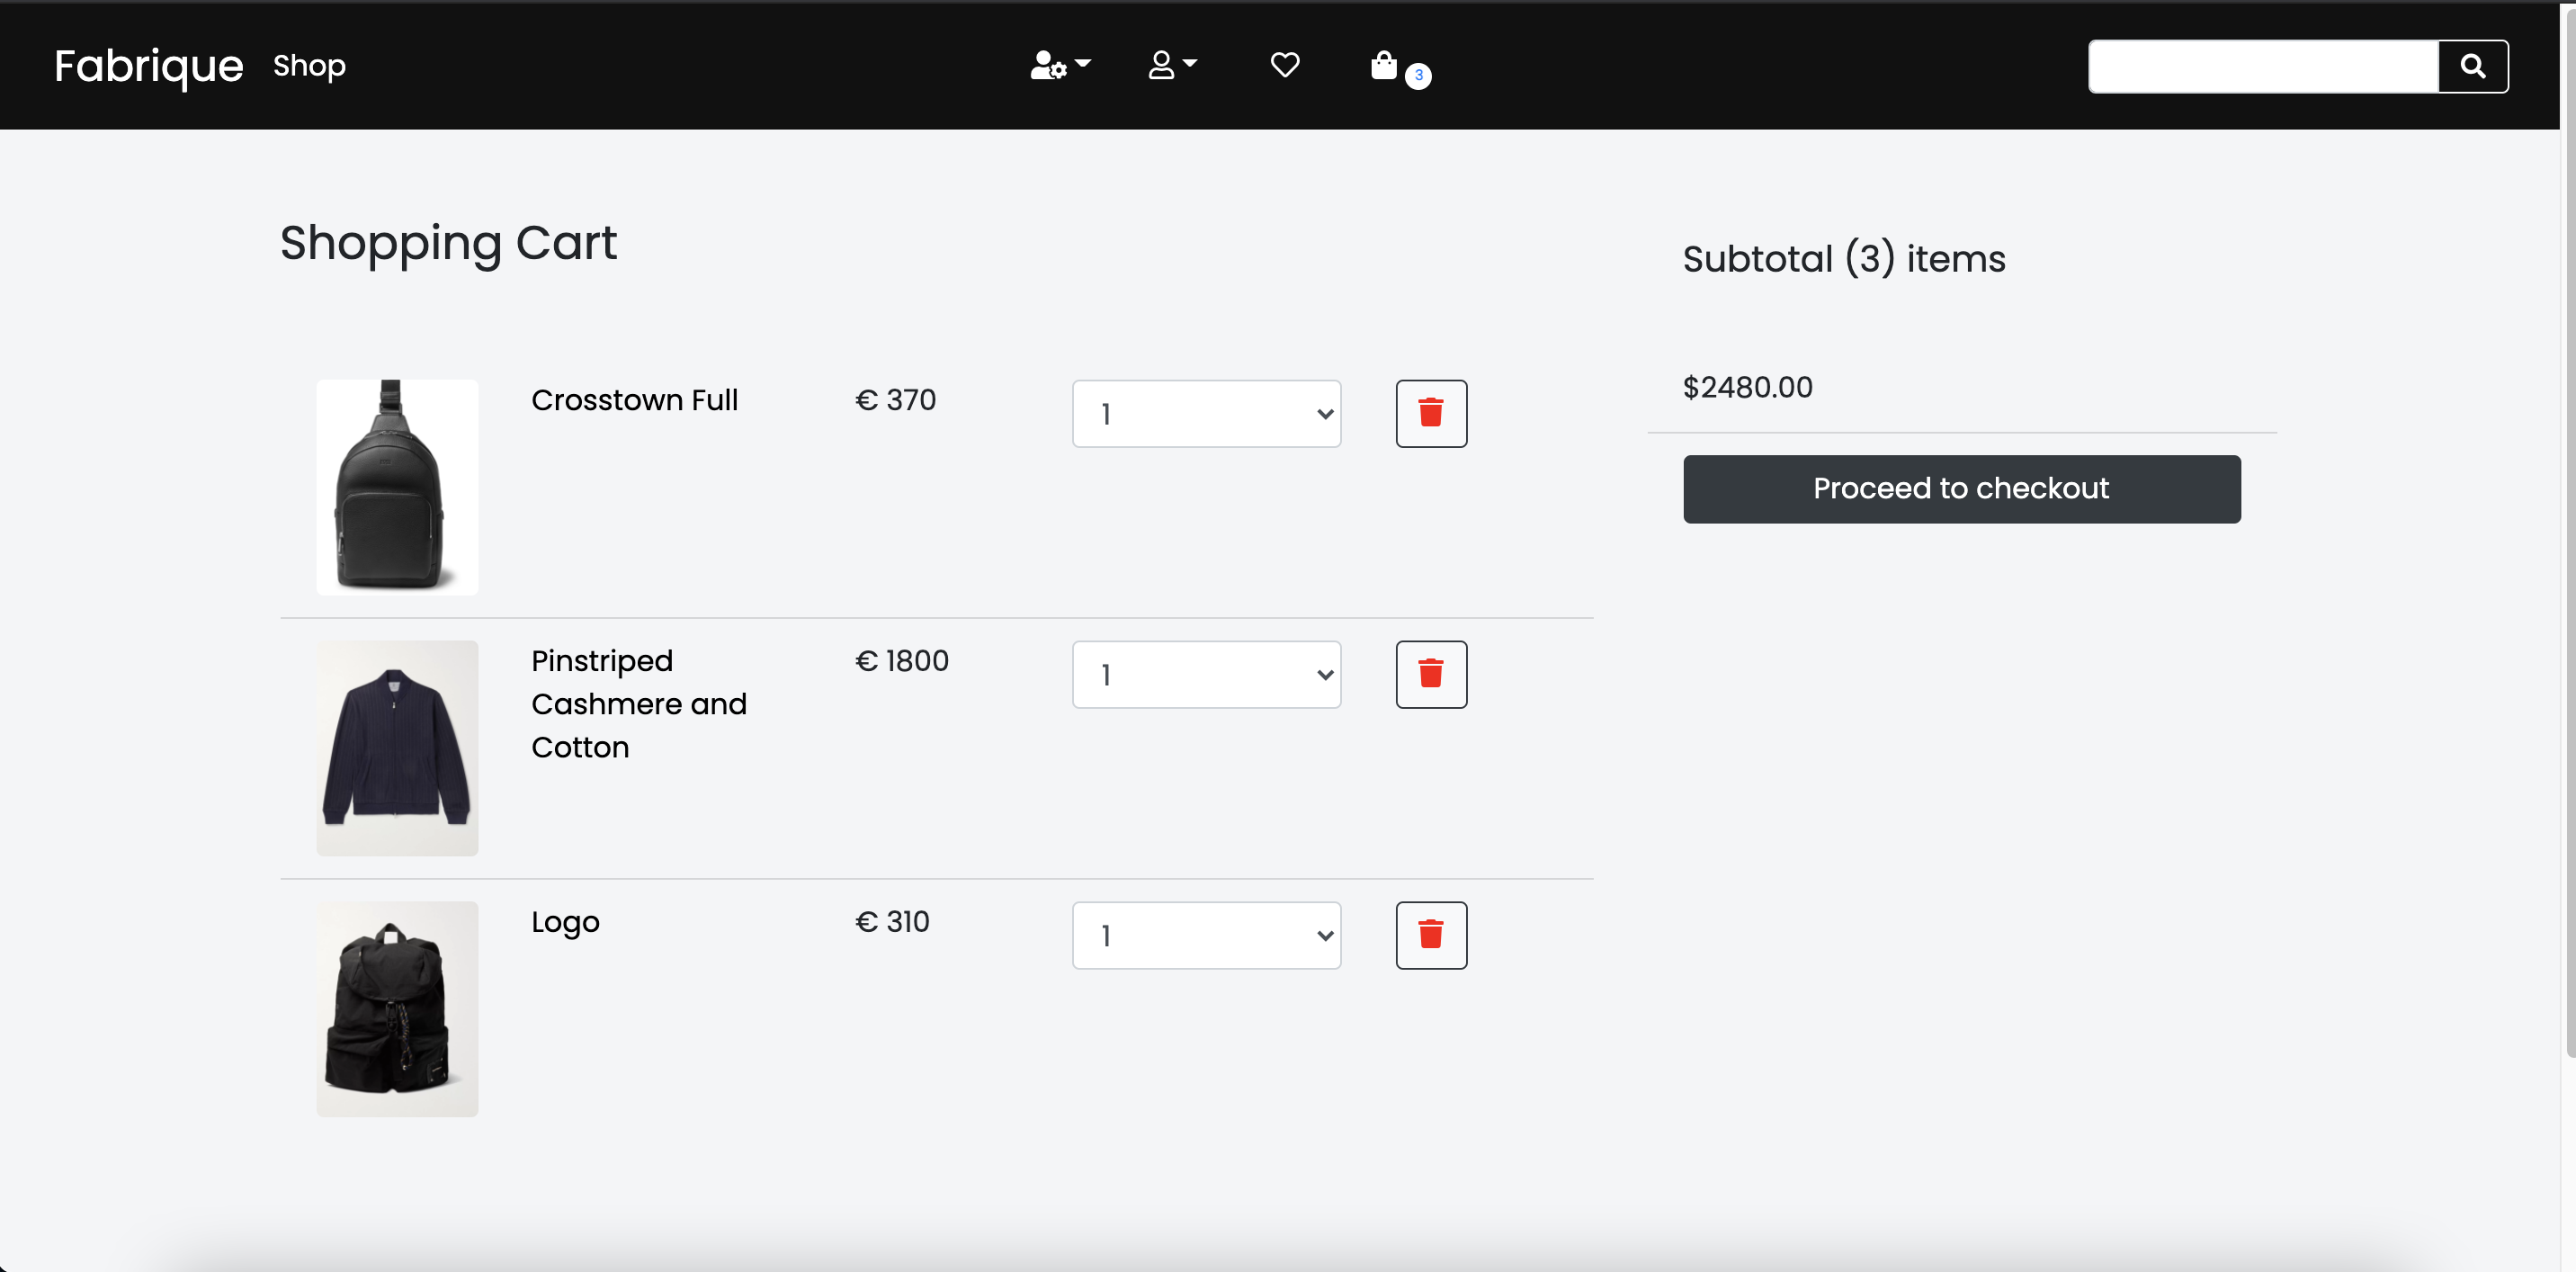 Fabrique Shop
3
Shopping Cart
Subtotal (3) items
$2480.00
Proceed to checkout
Crosstown Full € 370 1
Pinstriped € 1800 1
Cashmere and
Cotton
Logo € 310 1